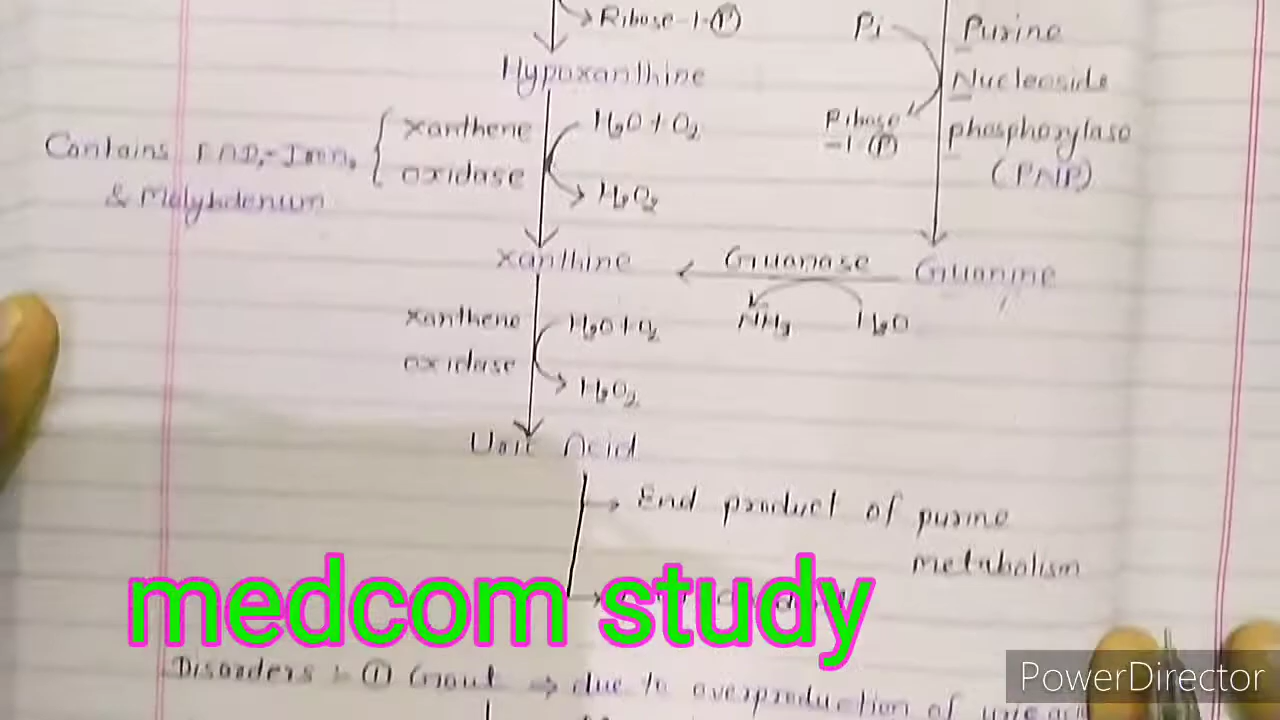 Ribose-1-Ⓟ
Pi
Purine
Hypoxanthine
Nucleoside
xanthene
H₂O + O₂
Ribose
-1-Ⓟ
phosphorylase
(PNP)
Contains FAD, Iron,
& Molybdenum
oxidase
H₂O₂
Xanthine
Guanase
Guanine
NH₃
H₂O
xanthene
H₂O + O₂
oxidase
H₂O₂
Uric Acid
End product of purine
metabolism
medcom study
Disorders :- ① Gout ⇒ due to overproduction of
PowerDirector